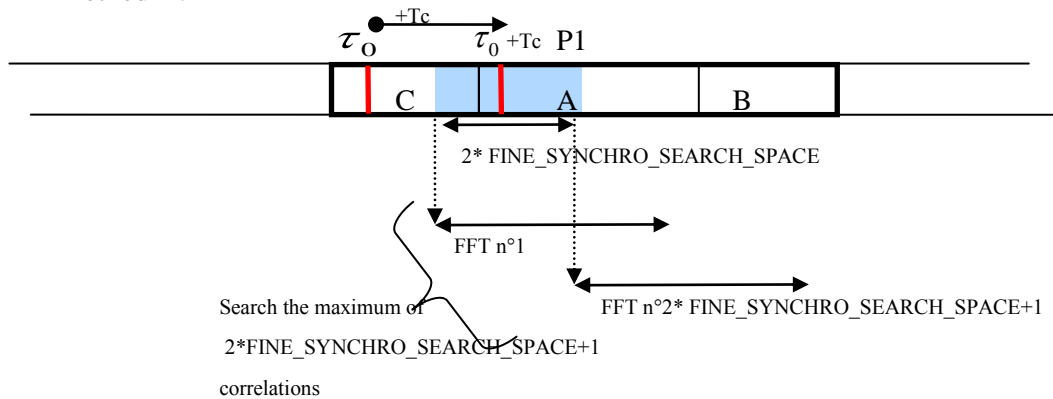 +Tc
τo τ0 +Tc P1
C A B
2* FINE_SYNCHRO_SEARCH_SPACE
FFT n°1
FFT n°2* FINE_SYNCHRO_SEARCH_SPACE+1
Search the maximum of
2*FINE_SYNCHRO_SEARCH_SPACE+1
correlations